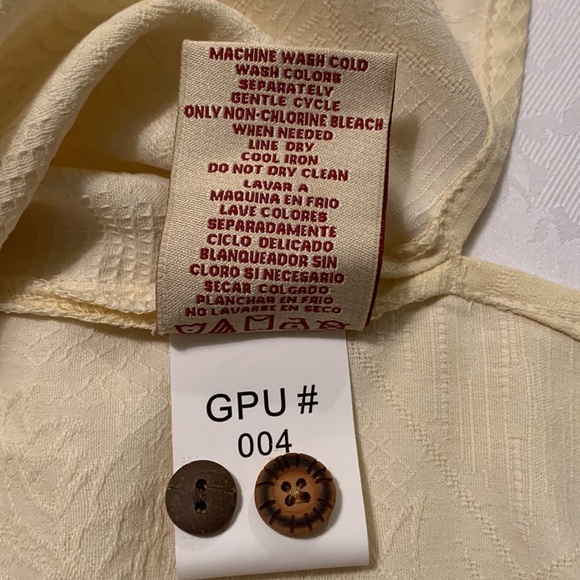 MACHINE WASH COLD
WASH COLORS
SEPARATELY
GENTLE CYCLE
ONLY NON-CHLORINE BLEACH
WHEN NEEDED
LINE DRY
COOL IRON
DO NOT DRY CLEAN
LAVAR A
MAQUINA EN FRIO
LAVE COLORES
SEPARADAMENTE
CICLO DELICADO
BLANQUEADOR SIN
CLORO SI NECESARIO
SECAR COLGADO
PLANCHAR EN FRIO
NO LAVARSE EN SECO
GPU #
004